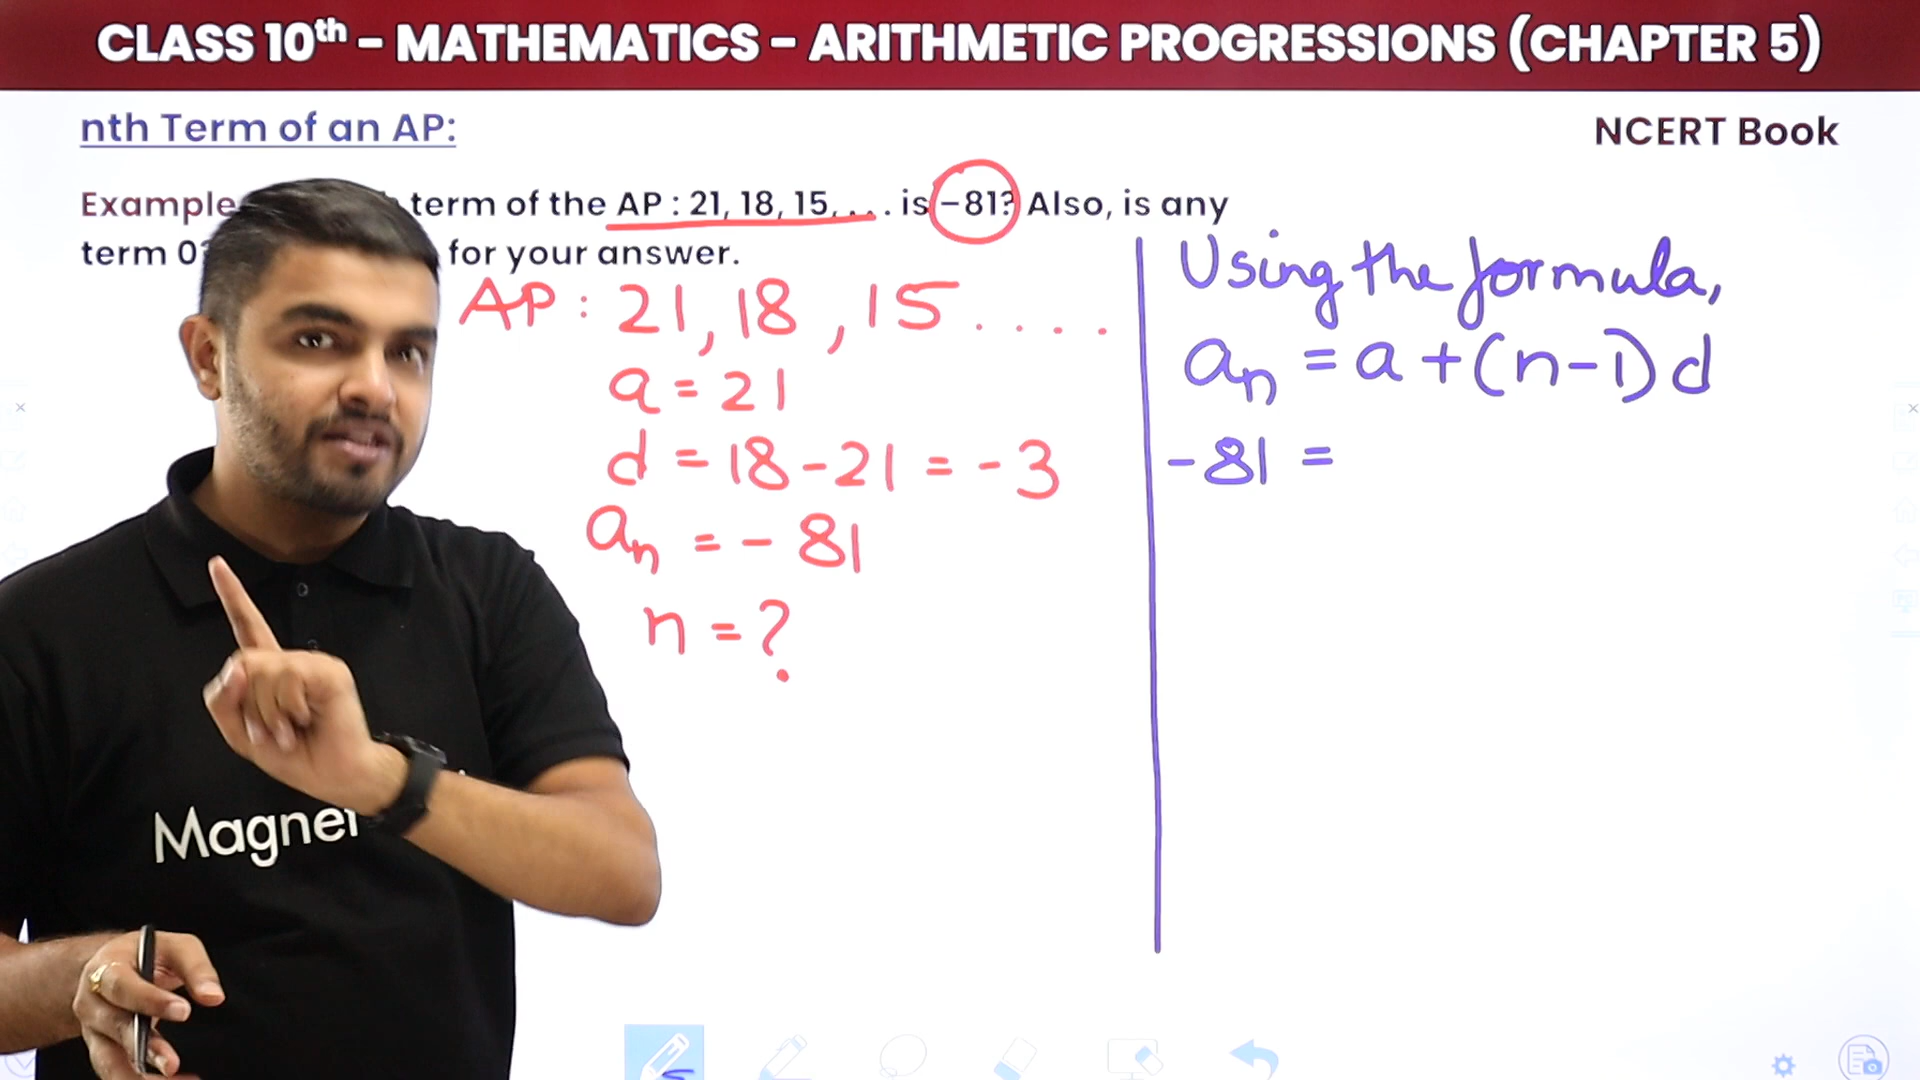 CLASS 10th - MATHEMATICS - ARITHMETIC PROGRESSIONS (CHAPTER 5)
nth Term of an AP:
NCERT Book
Example term of the AP : 21, 18, 15, . . . is -81? Also, is any
term 0? for your answer.
AP : 21, 18, 15 . . . .
a = 21
d = 18 - 21 = -3
an = - 81
n = ?
Using the formula,
an = a + (n-1) d
-81 =
Magnet